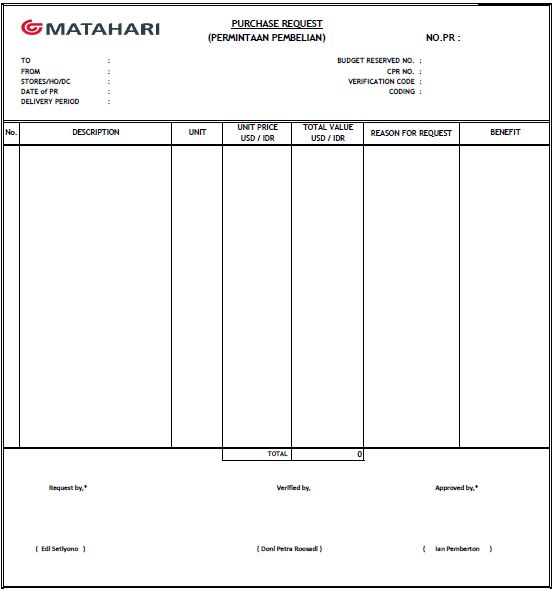 MATAHARI
PURCHASE REQUEST
(PERMINTAAN PEMBELIAN)
NO.PR :
TO :
FROM :
STORES/HO/DC :
DATE of PR :
DELIVERY PERIOD :
BUDGET RESERVED NO. :
CPR NO. :
VERIFICATION CODE :
CODING :
No. DESCRIPTION UNIT UNIT PRICE USD / IDR TOTAL VALUE USD / IDR REASON FOR REQUEST BENEFIT
TOTAL 0
Request by,* Verified by, Approved by,*
( Edi Setiyono ) ( Doni Petra Roosadi ) ( Ian Pemberton )